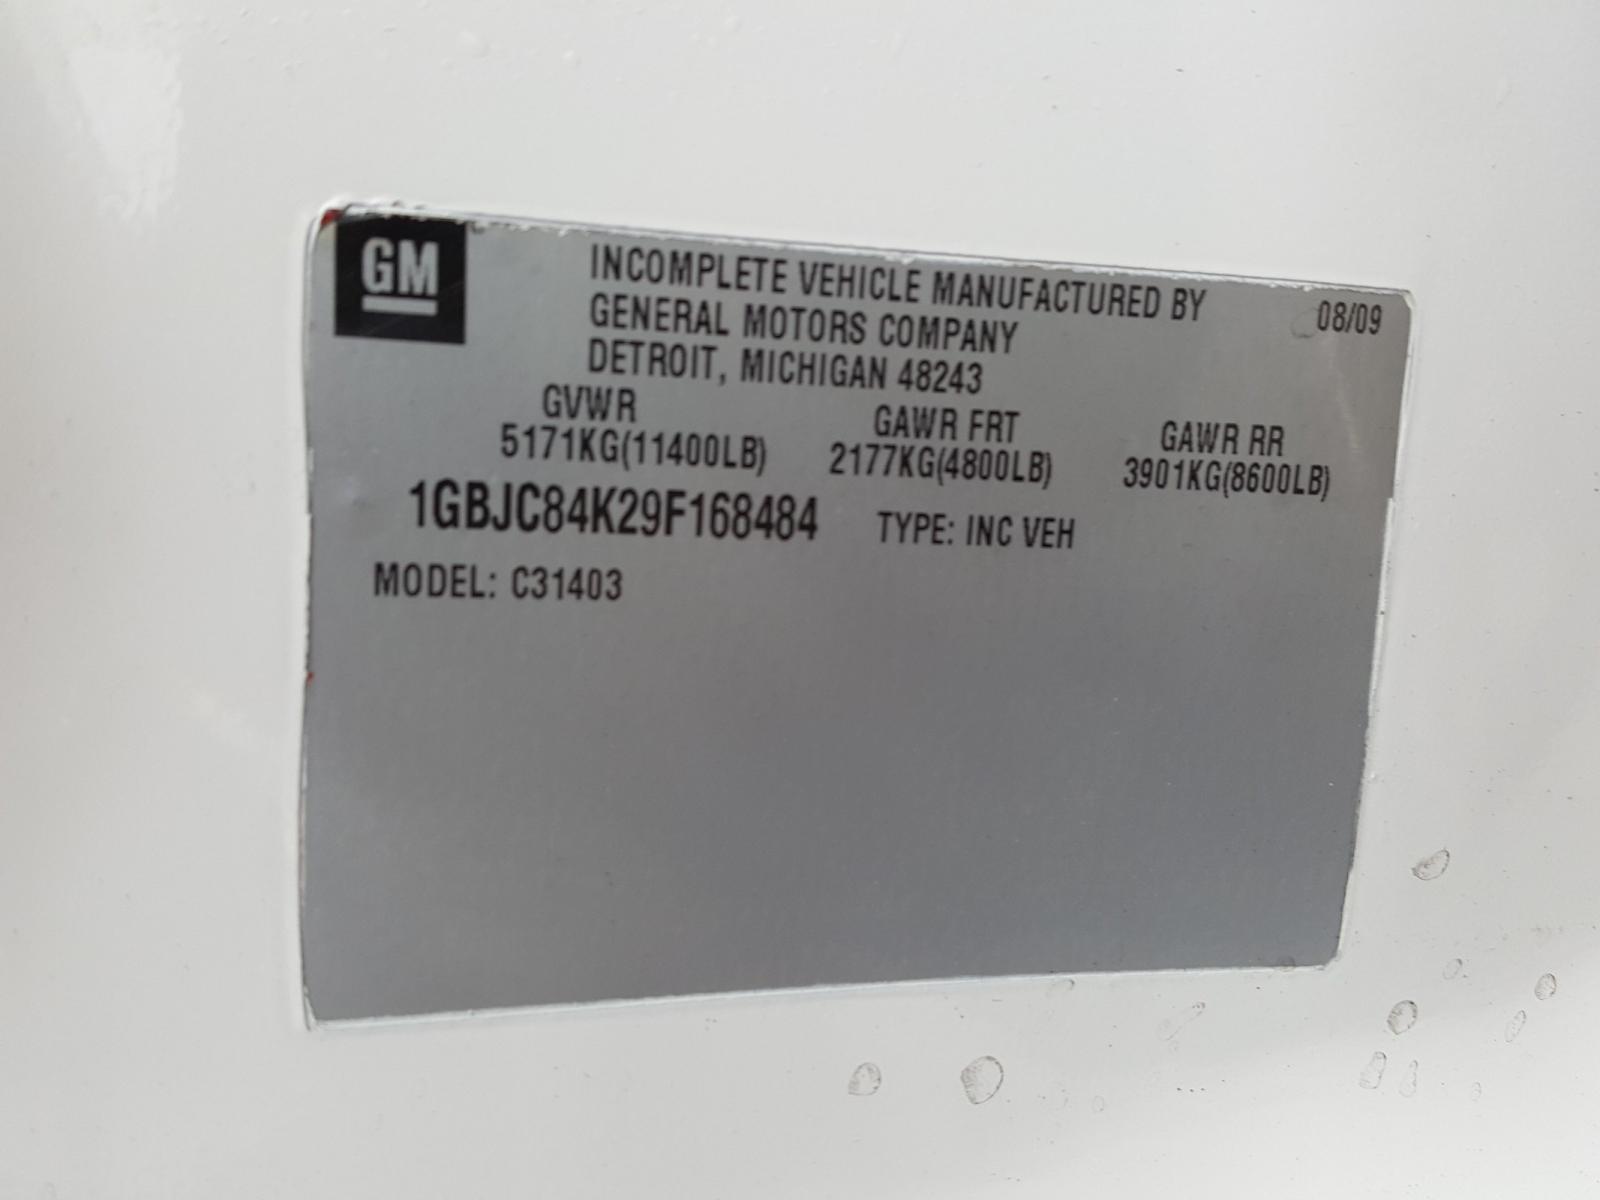 GM
INCOMPLETE VEHICLE MANUFACTURED BY
08/09
GENERAL MOTORS COMPANY
DETROIT, MICHIGAN 48243
GVWR GAWR FRT GAWR RR
5171KG(11400LB) 2177KG(4800LB) 3901KG(8600LB)
1GBJC84K29F168484 TYPE: INC VEH
MODEL: C31403